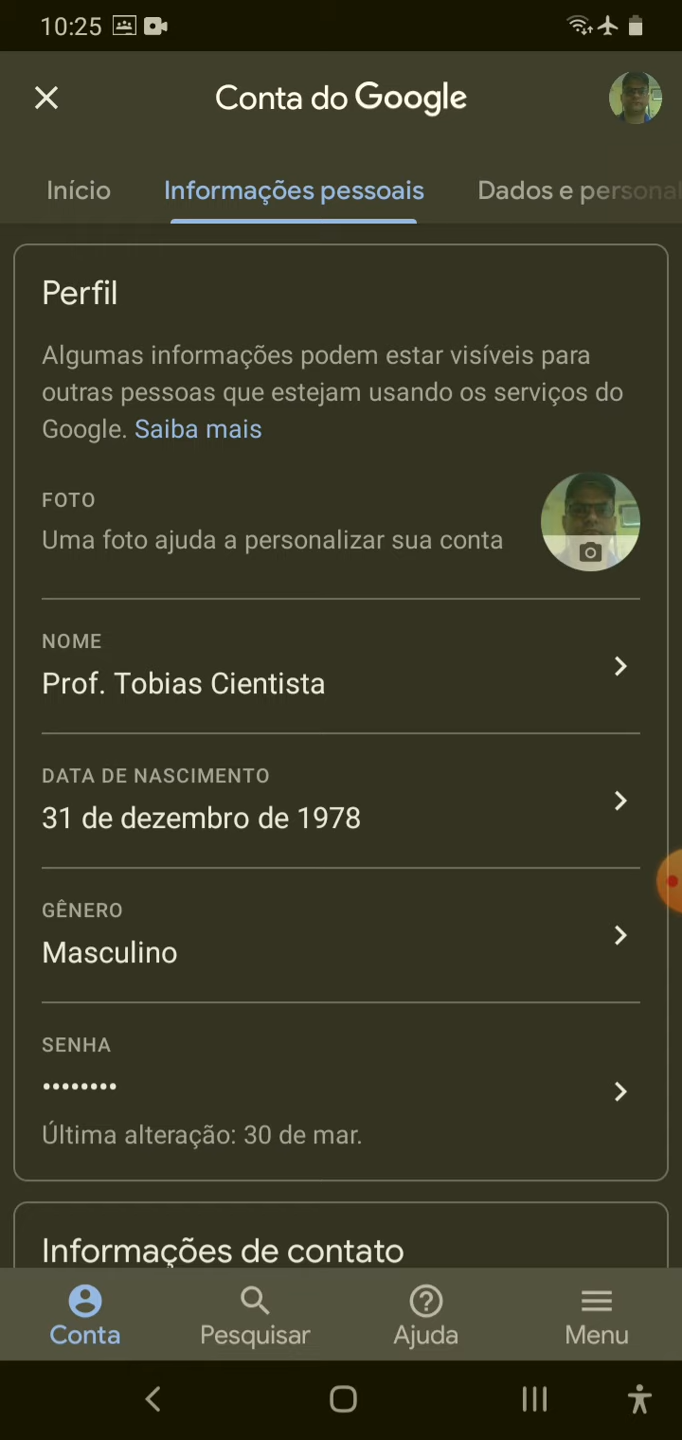 10:25
Conta do Google
Início Informações pessoais Dados e personal
Perfil
Algumas informações podem estar visíveis para
outras pessoas que estejam usando os serviços do
Google. Saiba mais
FOTO
Uma foto ajuda a personalizar sua conta
NOME
Prof. Tobias Cientista
DATA DE NASCIMENTO
31 de dezembro de 1978
GÊNERO
Masculino
SENHA
••••••••
Última alteração: 30 de mar.
Informações de contato
Conta Pesquisar Ajuda Menu